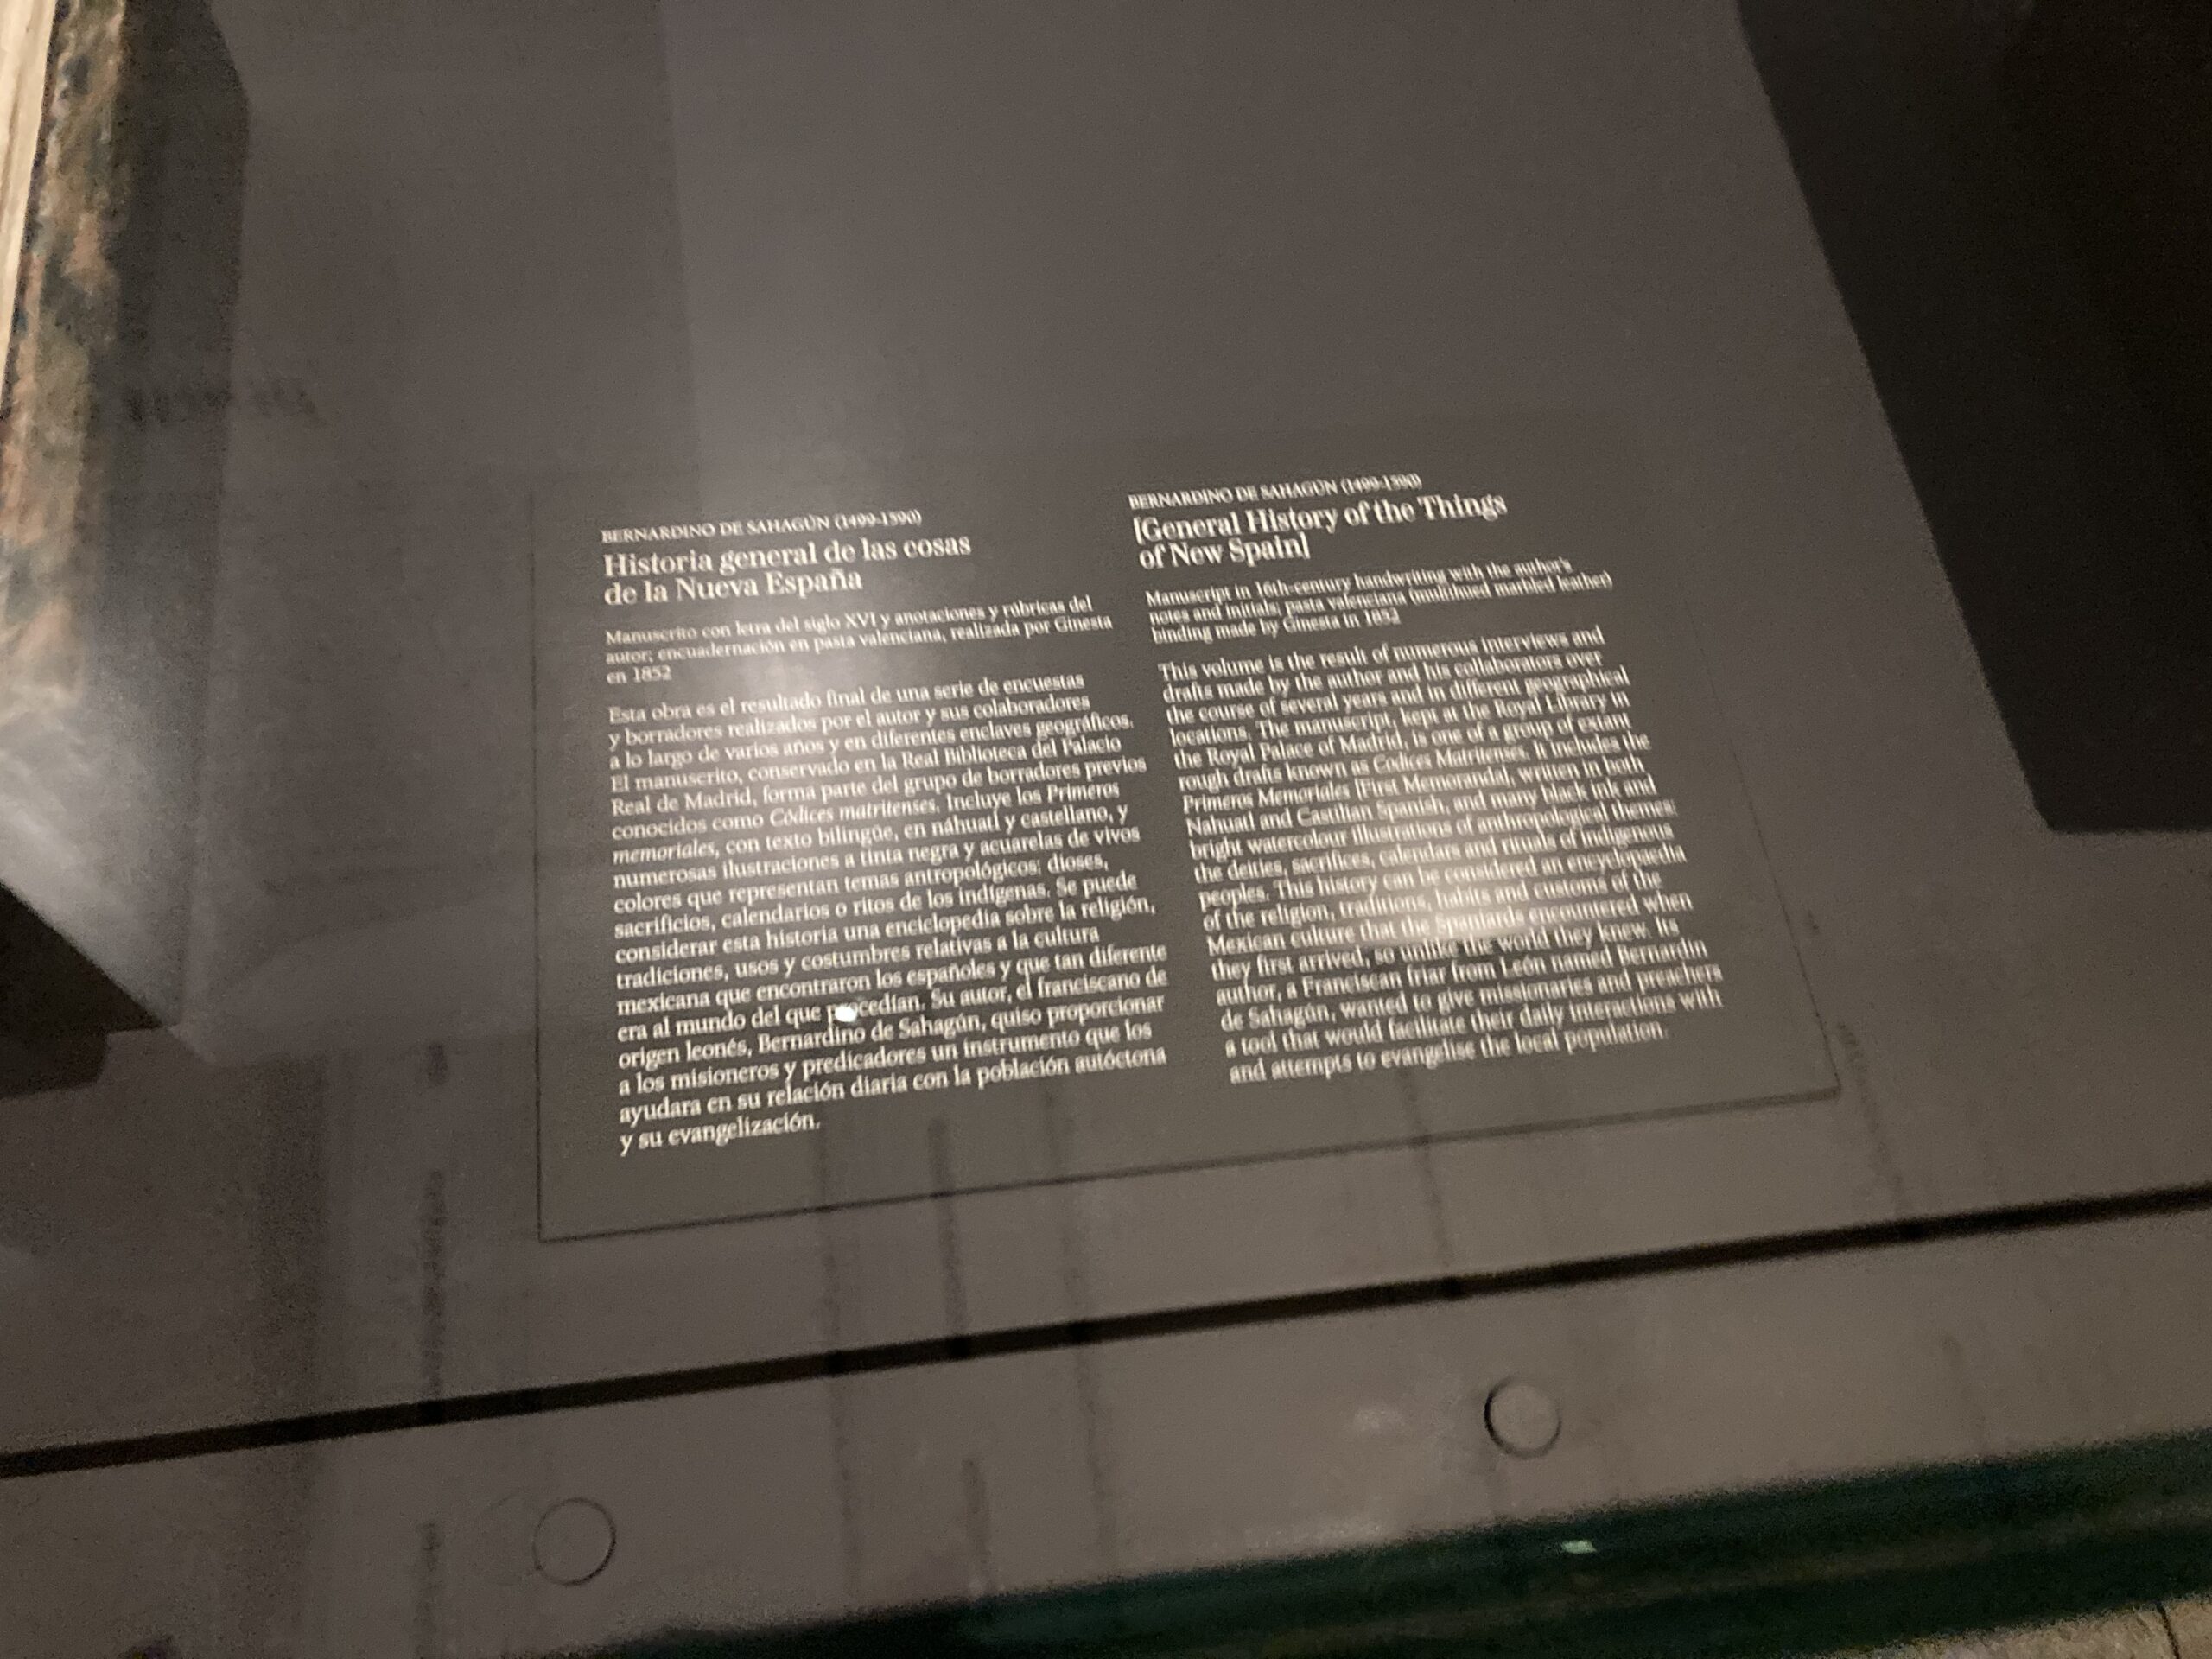 BERNARDINO DE SAHAGÚN (1499-1590)
Historia general de las cosas
de la Nueva España
Manuscrito con letra del siglo XVI y anotaciones y rúbricas del
autor; encuadernación en pasta valenciana, realizada por Ginesta
en 1852
Esta obra es el resultado final de una serie de encuestas
y borradores realizados por el autor y sus colaboradores
a lo largo de varios años y en diferentes enclaves geográficos.
El manuscrito, conservado en la Real Biblioteca del Palacio
Real de Madrid, forma parte del grupo de borradores previos
conocidos como Códices matritenses. Incluye los Primeros
memoriales, con texto bilingüe, en náhuatl y castellano, y
numerosas ilustraciones a tinta negra y acuarelas de vivos
colores que representan temas antropológicos: dioses,
sacrificios, calendarios o ritos de los indígenas. Se puede
considerar esta historia una enciclopedia sobre la religión,
tradiciones, usos y costumbres relativas a la cultura
mexicana que encontraron los españoles y que tan diferente
era al mundo del que procedían. Su autor, el franciscano de
origen leonés, Bernardino de Sahagún, quiso proporcionar
a los misioneros y predicadores un instrumento que los
ayudara en su relación diaria con la población autóctona
y su evangelización.
BERNARDINO DE SAHAGÚN (1499-1590)
[General History of the Things
of New Spain]
Manuscript in 16th-century handwriting with the author's
notes and initials; pasta valenciana (multihued marbled leather)
binding made by Ginesta in 1852
This volume is the result of numerous interviews and
drafts made by the author and his collaborators over
the course of several years and in different geographical
locations. The manuscript, kept at the Royal Library in
the Royal Palace of Madrid, is one of a group of extant
rough drafts known as Codices Matritenses. It includes the
Primeros Memoriales [First Memoranda], written in both
Nahuatl and Castilian Spanish, and many black ink and
bright watercolour illustrations of anthropological themes:
the deities, sacrifices, calendars and rituals of indigenous
peoples. This history can be considered an encyclopaedia
of the religion, traditions, habits and customs of the
Mexican culture that the Spaniards encountered when
they first arrived, so unlike the world they knew. Its
author, a Franciscan friar from León named Bernardin
de Sahagún, wanted to give missionaries and preachers
a tool that would facilitate their daily interactions with
and attempts to evangelise the local population.